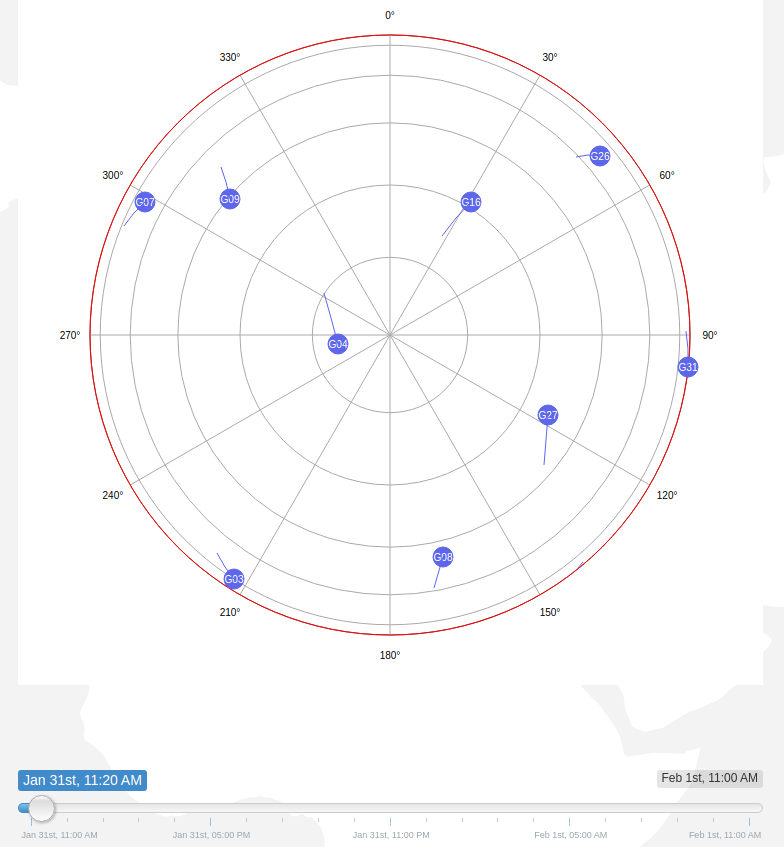 0°
330° 30°
G26
300° 60°
G07 G09 G16
270° G04 90°
G31
G27
240° 120°
G08
G03
210° 150°
180°
Jan 31st, 11:20 AM Feb 1st, 11:00 AM
Jan 31st, 11:00 AM Jan 31st, 05:00 PM Jan 31st, 11:00 PM Feb 1st, 05:00 AM Feb 1st, 11:00 AM